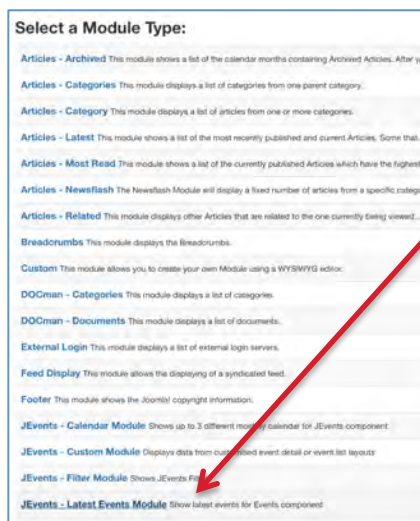 Select a Module Type:
Articles - Archived This module shows a list of the calendar months containing Archived Articles. After y
Articles - Categories This module displays a list of categories from one parent category.
Articles - Category This module displays a list of articles from one or more categories.
Articles - Latest This module shows a list of the most recently published and current Articles. Some that
Articles - Most Read This module shows a list of the currently published Articles which have the highest
Articles - Newsflash The Newsflash Module will display a fixed number of articles from a specific catego
Articles - Related This module displays other Articles that are related to the one currently being viewed...
Breadcrumbs This module displays the Breadcrumbs.
Custom This module allows you to create your own Module using a WYSIWYG editor.
DOCman - Categories This module displays a list of categories
DOCman - Documents This module displays a list of documents.
External Login This module displays a list of external login servers.
Feed Display This module allows the displaying of a syndicated feed.
Footer This module shows the Joomla! copyright information.
JEvents - Calendar Module Shows up to 3 different monthly calendar for JEvents component
JEvents - Custom Module Displays data from customised event detail or event list layouts
JEvents - Filter Module Shows JEvents
JEvents - Latest Events Module Show latest events for Events component